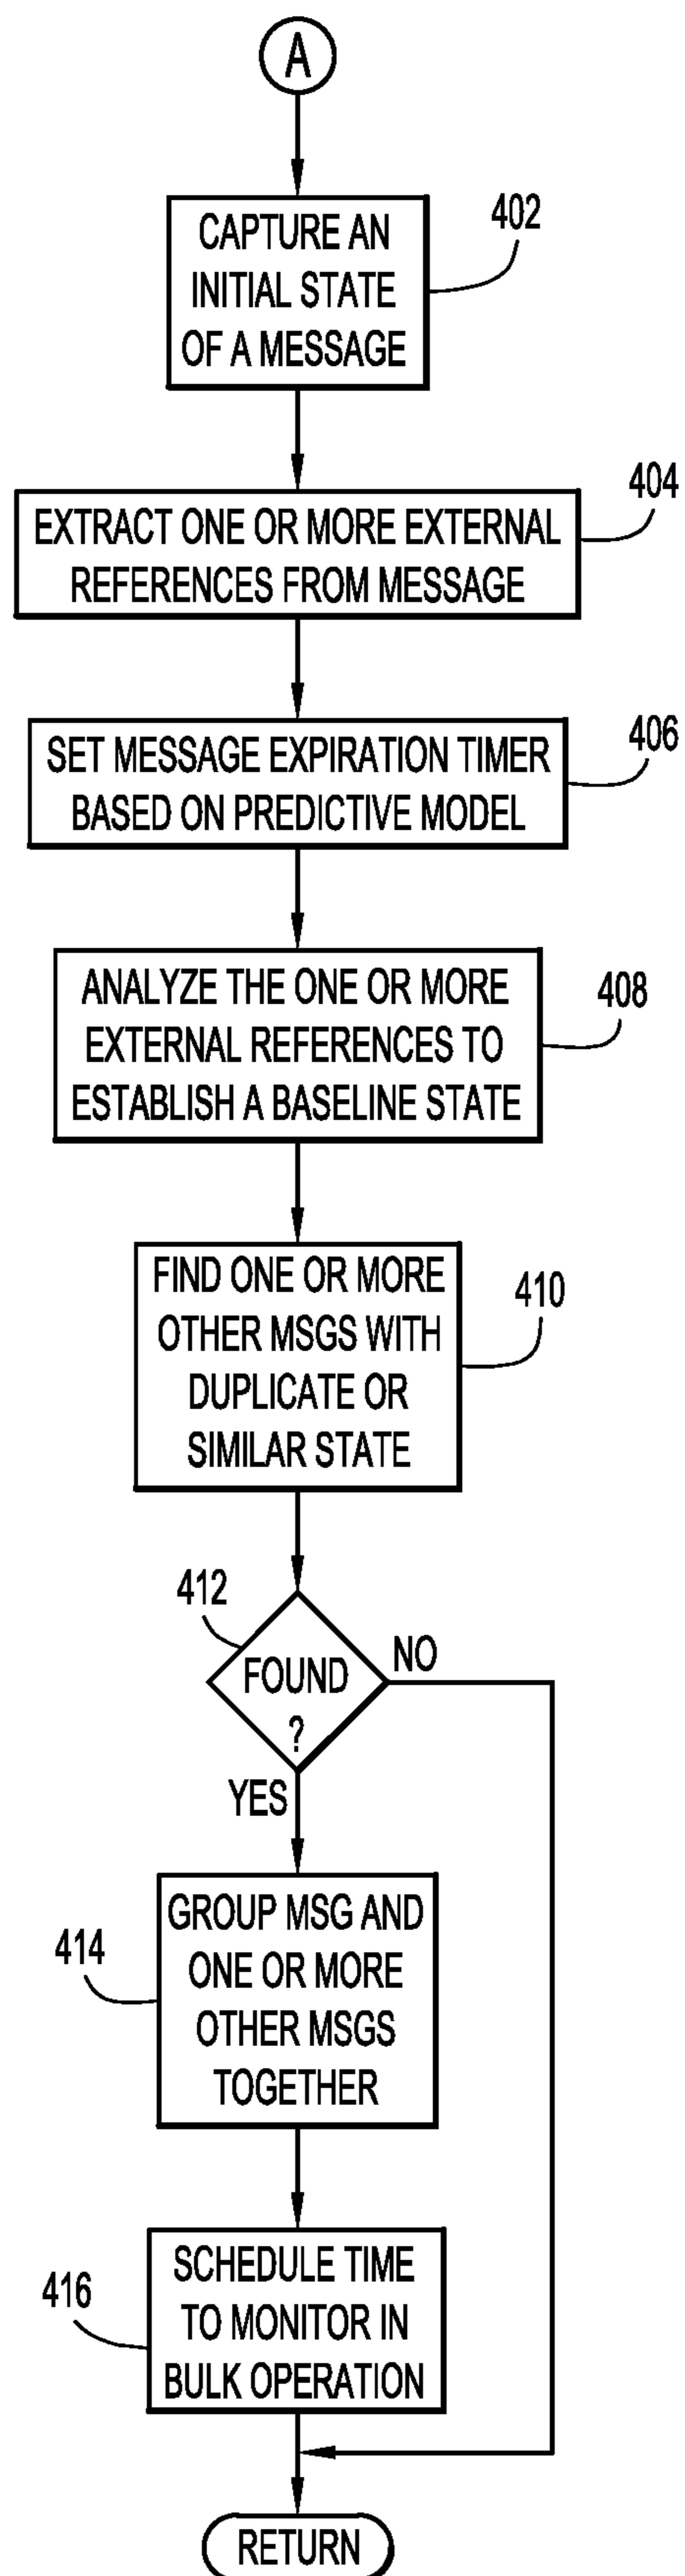 A
402
CAPTURE AN
INITIAL STATE
OF A MESSAGE
404
EXTRACT ONE OR MORE EXTERNAL
REFERENCES FROM MESSAGE
406
SET MESSAGE EXPIRATION TIMER
BASED ON PREDICTIVE MODEL
408
ANALYZE THE ONE OR MORE
EXTERNAL REFERENCES TO
ESTABLISH A BASELINE STATE
410
FIND ONE OR MORE
OTHER MSGS WITH
DUPLICATE OR
SIMILAR STATE
412
NO
FOUND
?
YES
414
GROUP MSG AND
ONE OR MORE
OTHER MSGS
TOGETHER
416
SCHEDULE TIME
TO MONITOR IN
BULK OPERATION
RETURN